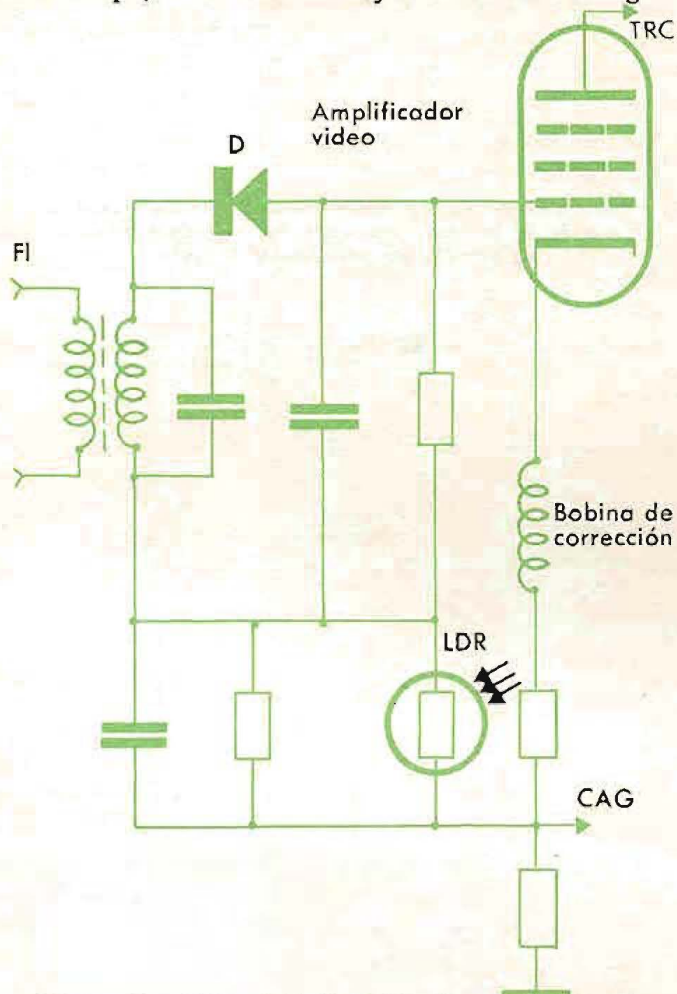 TRC
Amplificador
video
D
FI
Bobina de
corrección
LDR
CAG